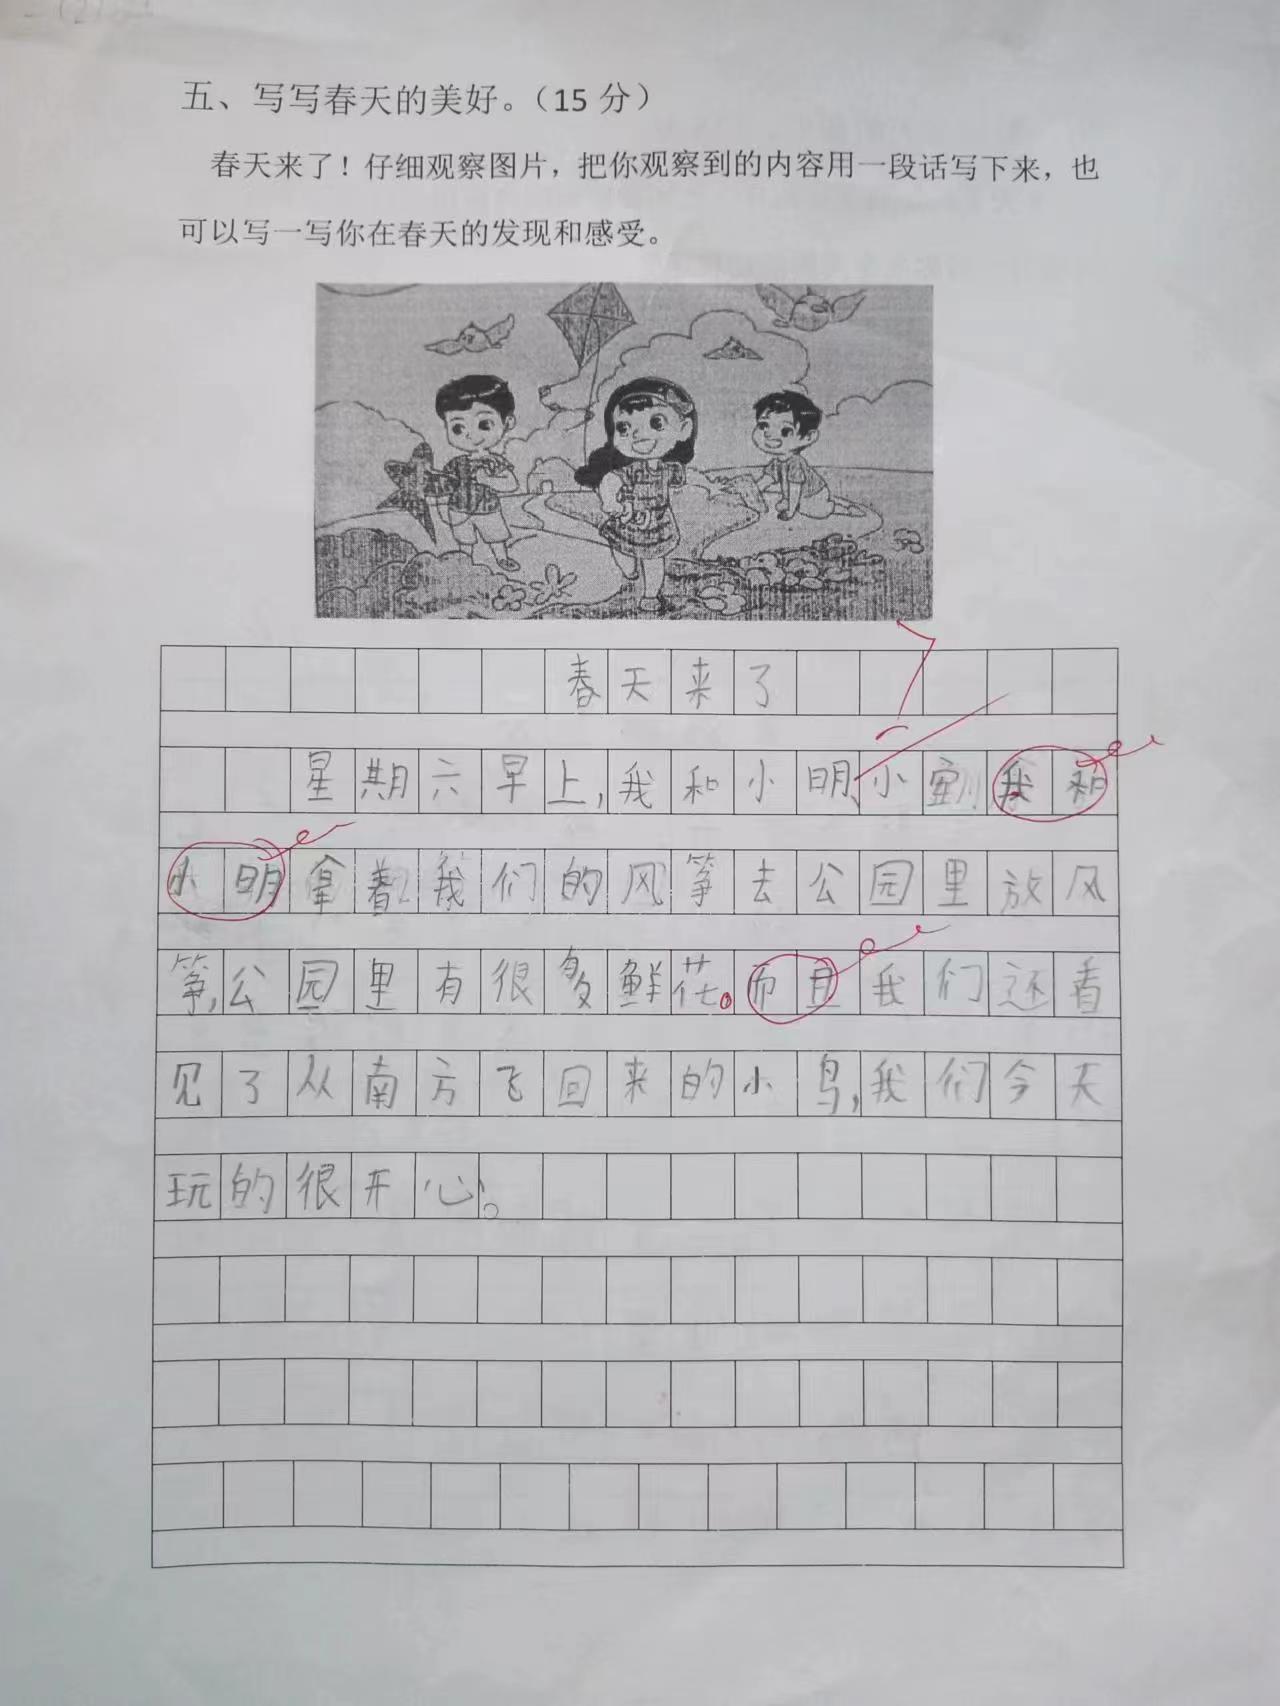 五、写写春天的美好。(15 分)
春天来了！仔细观察图片，把你观察到的内容用一段话写下来，也
可以写一写你在春天的发现和感受。
春天来了
星期六早上,我和小明、小 我和
小明拿着我们的风筝去公园里放风
筝,公园里有很多鲜花。而且我们还看
见了从南方飞回来的小鸟,我们今天
玩的很开心。